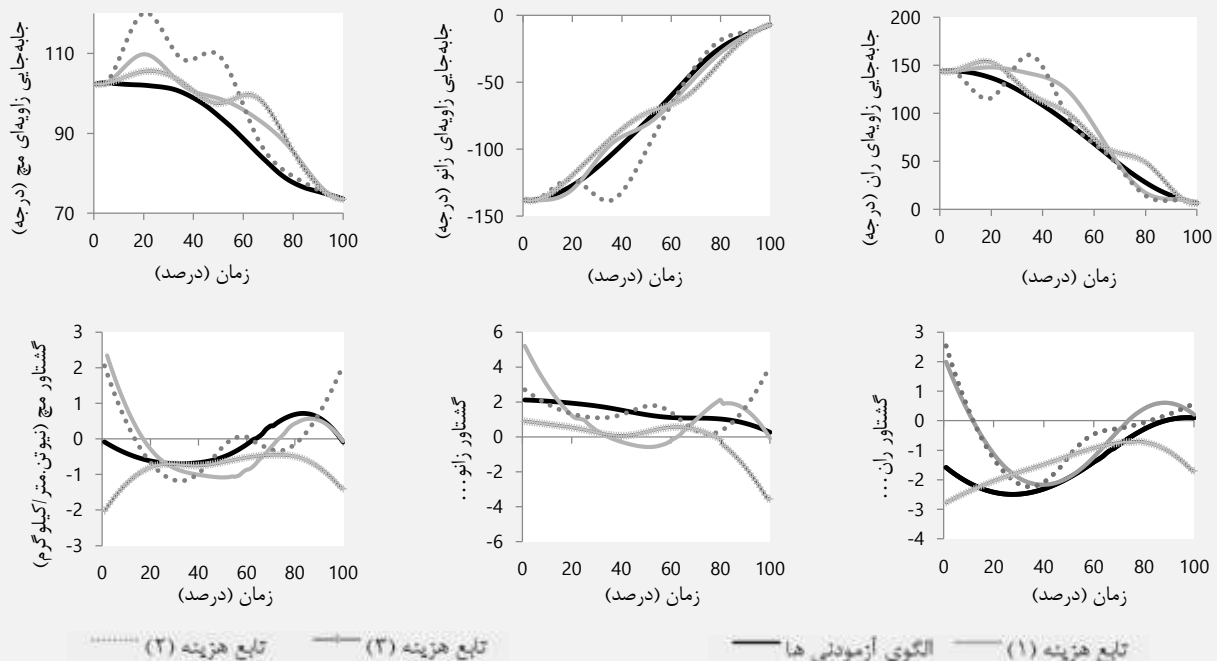 جابه‌جایی زاویه‌ای مچ (درجه)
110
90
70
0 20 40 60 80 100
زمان (درصد)
جابه‌جایی زاویه‌ای زانو (درجه)
0
-50
-100
-150
0 20 40 60 80 100
زمان (درصد)
جابه‌جایی زاویه‌ای ران (درجه)
200
150
100
50
0
0 20 40 60 80 100
زمان (درصد)
گشتاور مچ (نیوتن.متر/کیلوگرم)
3
2
1
0
-1
-2
-3
0 20 40 60 80 100
زمان (درصد)
گشتاور زانو...
6
4
2
0
-2
-4
-6
0 20 40 60 80 100
زمان (درصد)
گشتاور ران...
3
2
1
0
-1
-2
-3
-4
0 20 40 60 80 100
زمان (درصد)
الگوی آزمودنی ها
تابع هزینه (۱)
تابع هزینه (۲)
تابع هزینه (۳)